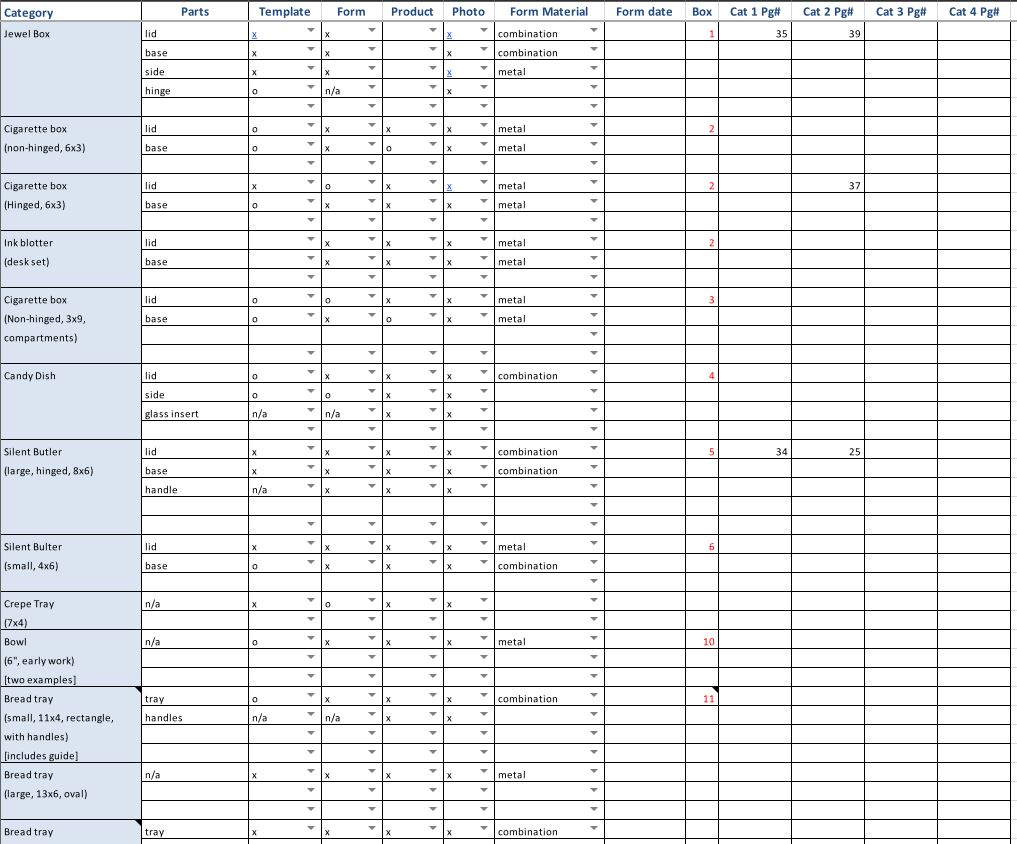 Category Parts Template Form Product Photo Form Material Form date Box Cat 1 Pg# Cat 2 Pg# Cat 3 Pg# Cat 4 Pg#
Jewel Box lid x x x combination 1 35 39
base x x x combination
side x x x metal
hinge o n/a x
Cigarette box lid o x x x metal 2
(non-hinged, 6x3) base o x o x metal
Cigarette box lid x o x x metal 2 37
(Hinged, 6x3) base o x x x metal
Ink blotter lid x x x metal 2
(desk set) base x x x metal
Cigarette box lid o o x x metal 3
(Non-hinged, 3x9, base o x o x metal
compartments)
Candy Dish lid o x x x combination 4
side o o x x
glass insert n/a n/a x x
Silent Butler lid x x x x combination 5 34 25
(large, hinged, 8x6) base x x x x combination
handle n/a x x x
Silent Bulter lid x x x x metal 6
(small, 4x6) base o x x x combination
Crepe Tray n/a x o x x
(7x4)
Bowl n/a o x x x metal 10
(6", early work)
[two examples]
Bread tray tray o x x x combination 11
(small, 11x4, rectangle, handles n/a n/a x x
with handles)
[includes guide]
Bread tray n/a x x x x metal
(large, 13x6, oval)
Bread tray tray x x x x combination